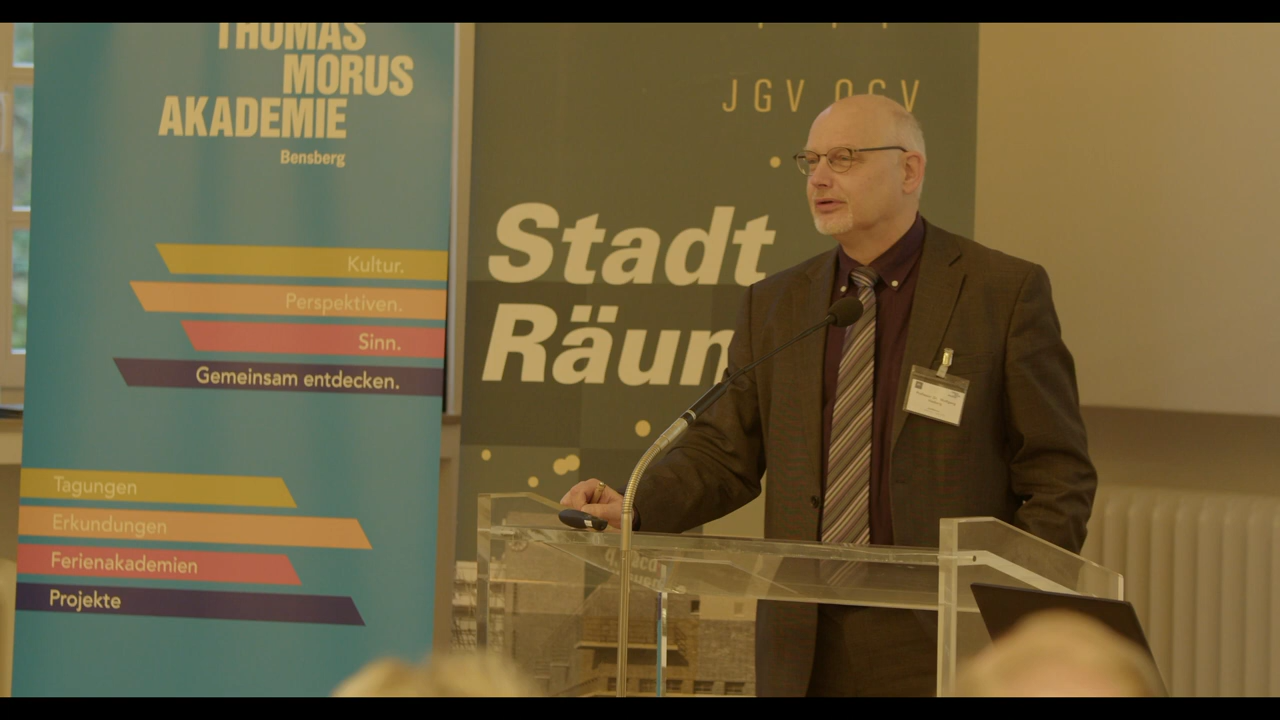 THOMAS
MORUS
AKADEMIE
Bensberg
Kultur.
Perspektiven.
Sinn.
Gemeinsam entdecken.
Tagungen
Erkundungen
Ferienakademien
Projekte
JGV OGV
Stadt
Räum